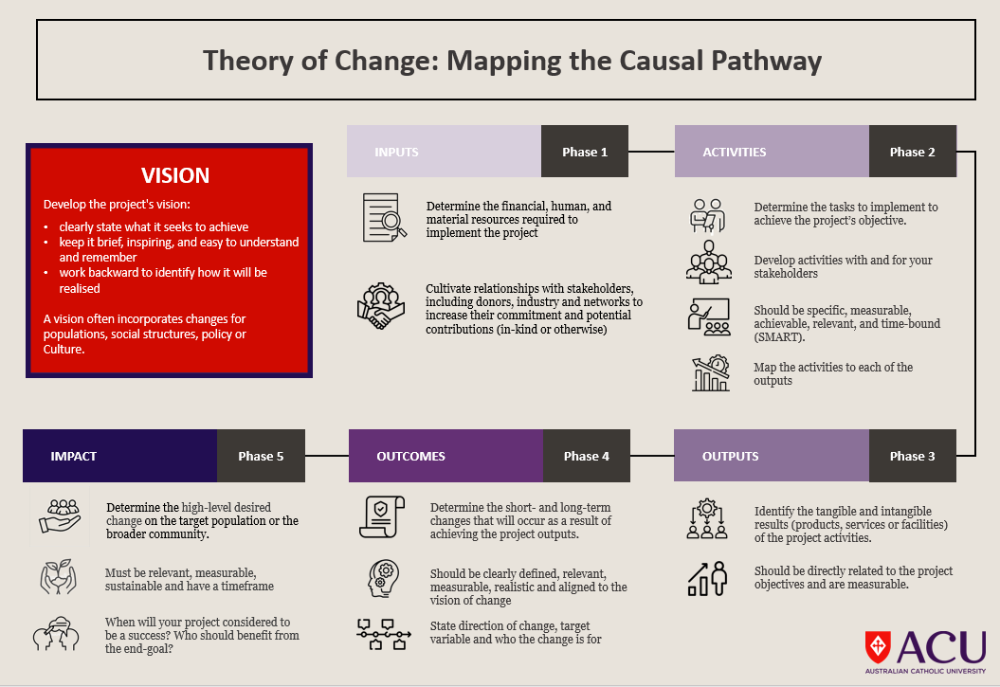 Theory of Change: Mapping the Causal Pathway
VISION
Develop the project's vision:
• clearly state what it seeks to achieve
• keep it brief, inspiring, and easy to understand
and remember
• work backward to identify how it will be
realised
A vision often incorporates changes for
populations, social structures, policy or
Culture.
INPUTS
Phase 1
Determine the financial, human, and
material resources required to
implement the project
Cultivate relationships with stakeholders,
including donors, industry and networks to
increase their commitment and potential
contributions (in-kind or otherwise)
ACTIVITIES
Phase 2
Determine the tasks to implement to
achieve the project's objective.
Develop activities with and for your
stakeholders
Should be specific, measurable,
achievable, relevant, and time-bound
(SMART).
Map the activities to each of the
outputs
OUTPUTS
Phase 3
Identify the tangible and intangible
results (products, services or facilities)
of the project activities.
Should be directly related to the project
objectives and are measurable.
OUTCOMES
Phase 4
Determine the short- and long-term
changes that will occur as a result of
achieving the project outputs.
Should be clearly defined, relevant,
measurable, realistic and aligned to the
vision of change
State direction of change, target
variable and who the change is for
IMPACT
Phase 5
Determine the high-level desired
change on the target population or the
broader community.
Must be relevant, measurable,
sustainable and have a timeframe
When will your project considered to
be a success? Who should benefit from
the end-goal?
ACU
AUSTRALIAN CATHOLIC UNIVERSITY